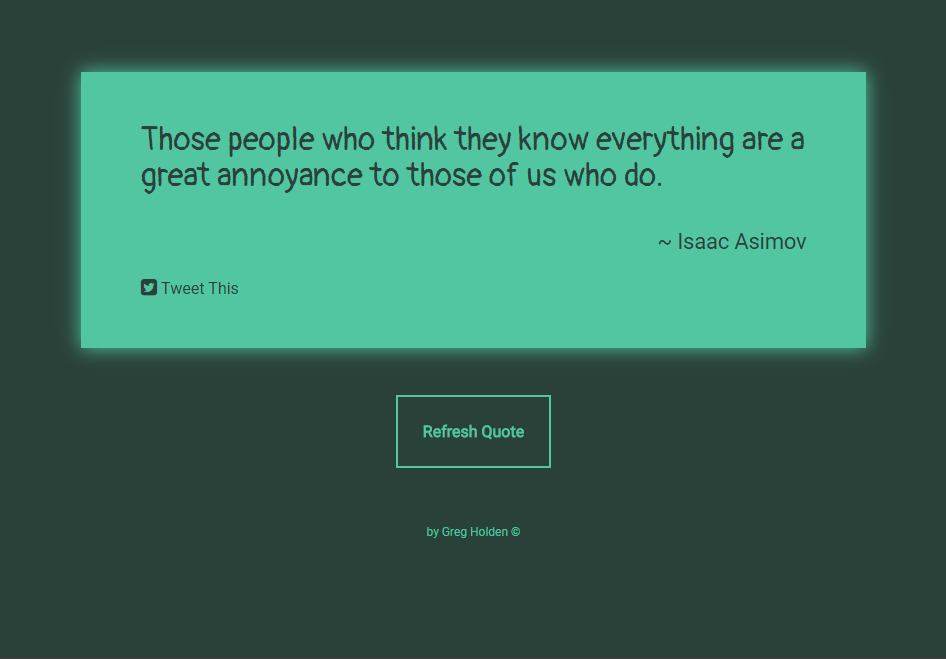 Those people who think they know everything are a
great annoyance to those of us who do.
~ Isaac Asimov
Tweet This
Refresh Quote
by Greg Holden ©